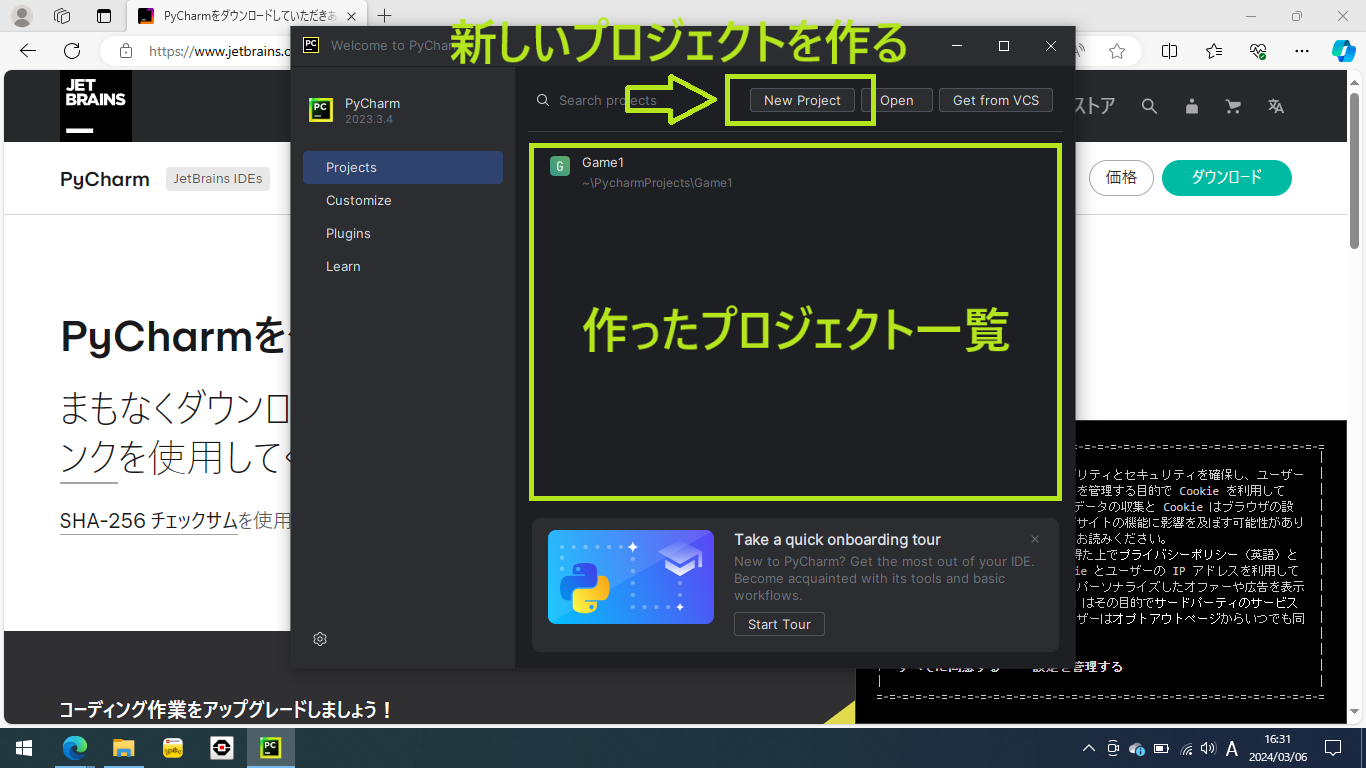 PyCharmをダウンロードしていただきあ
https://www.jetbrains.c
PC Welcome to PyChar
新しいプロジェクトを作る
JET
BRAINS
PC
PyCharm
2023.3.4
Search projects
New Project
Open
Get from VCS
ストア
PyCharm
JetBrains IDEs
価格
ダウンロード
Projects
Customize
Plugins
Learn
G
Game1
~\PycharmProjects\Game1
作ったプロジェクト一覧
PyCharmを
まもなくダウンロ
ンクを使用してく
SHA-256 チェックサムを使用
リティとセキュリティを確保し、ユーザー
を管理する目的で Cookie を利用して
データの収集と Cookie はブラウザの設
サイトの機能に影響を及ぼす可能性があり
お読みください。
得た上でプライバシーポリシー（英語）と
ie とユーザーの IP アドレスを利用して
パーソナライズしたオファーや広告を表示
はその目的でサードパーティのサービス
ザーはオプトアウトページからいつでも同
すべてに同意する
設定を管理する
Take a quick onboarding tour
New to PyCharm? Get the most out of your IDE.
Become acquainted with its tools and basic
workflows.
Start Tour
コーディング作業をアップグレードしましょう！
PC
A
16:31
2024/03/06